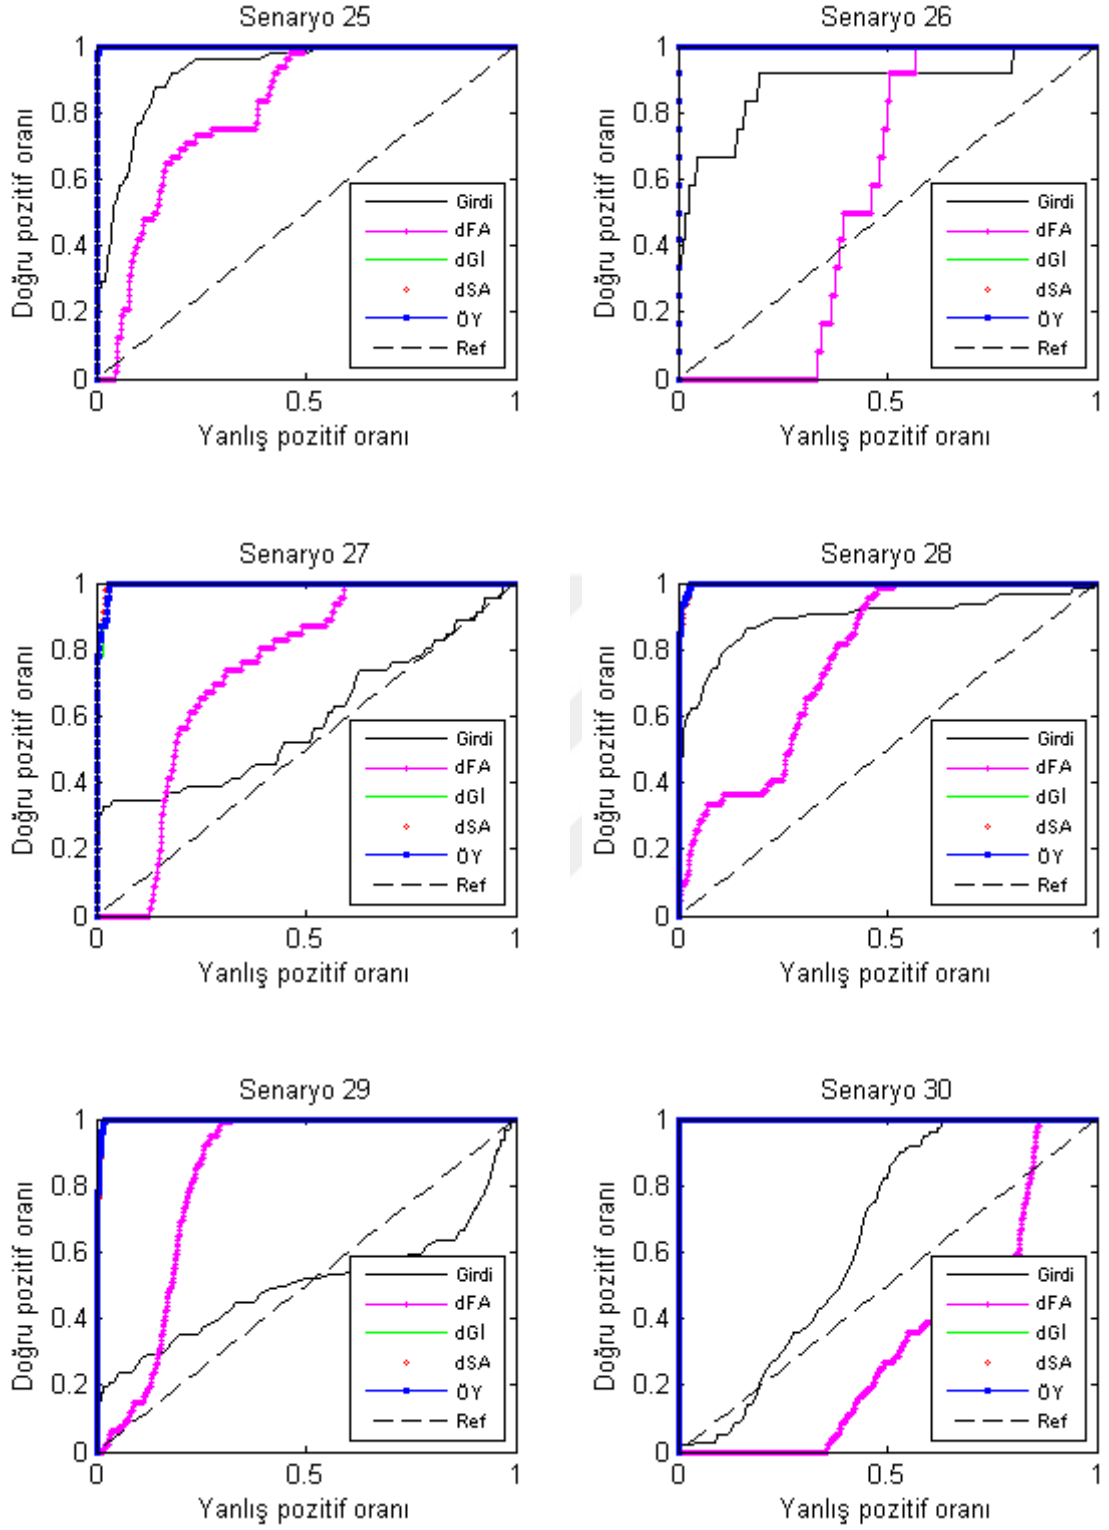 Senaryo 25
Doğru pozitif oranı
1
0.8
0.6
0.4
0.2
0
0
0.5
1
Yanlış pozitif oranı
Girdi
dFA
dGİ
dSA
ÖY
Ref
Senaryo 26
Doğru pozitif oranı
1
0.8
0.6
0.4
0.2
0
0
0.5
1
Yanlış pozitif oranı
Girdi
dFA
dGİ
dSA
ÖY
Ref
Senaryo 27
Doğru pozitif oranı
1
0.8
0.6
0.4
0.2
0
0
0.5
1
Yanlış pozitif oranı
Girdi
dFA
dGİ
dSA
ÖY
Ref
Senaryo 28
Doğru pozitif oranı
1
0.8
0.6
0.4
0.2
0
0
0.5
1
Yanlış pozitif oranı
Girdi
dFA
dGİ
dSA
ÖY
Ref
Senaryo 29
Doğru pozitif oranı
1
0.8
0.6
0.4
0.2
0
0
0.5
1
Yanlış pozitif oranı
Girdi
dFA
dGİ
dSA
ÖY
Ref
Senaryo 30
Doğru pozitif oranı
1
0.8
0.6
0.4
0.2
0
0
0.5
1
Yanlış pozitif oranı
Girdi
dFA
dGİ
dSA
ÖY
Ref